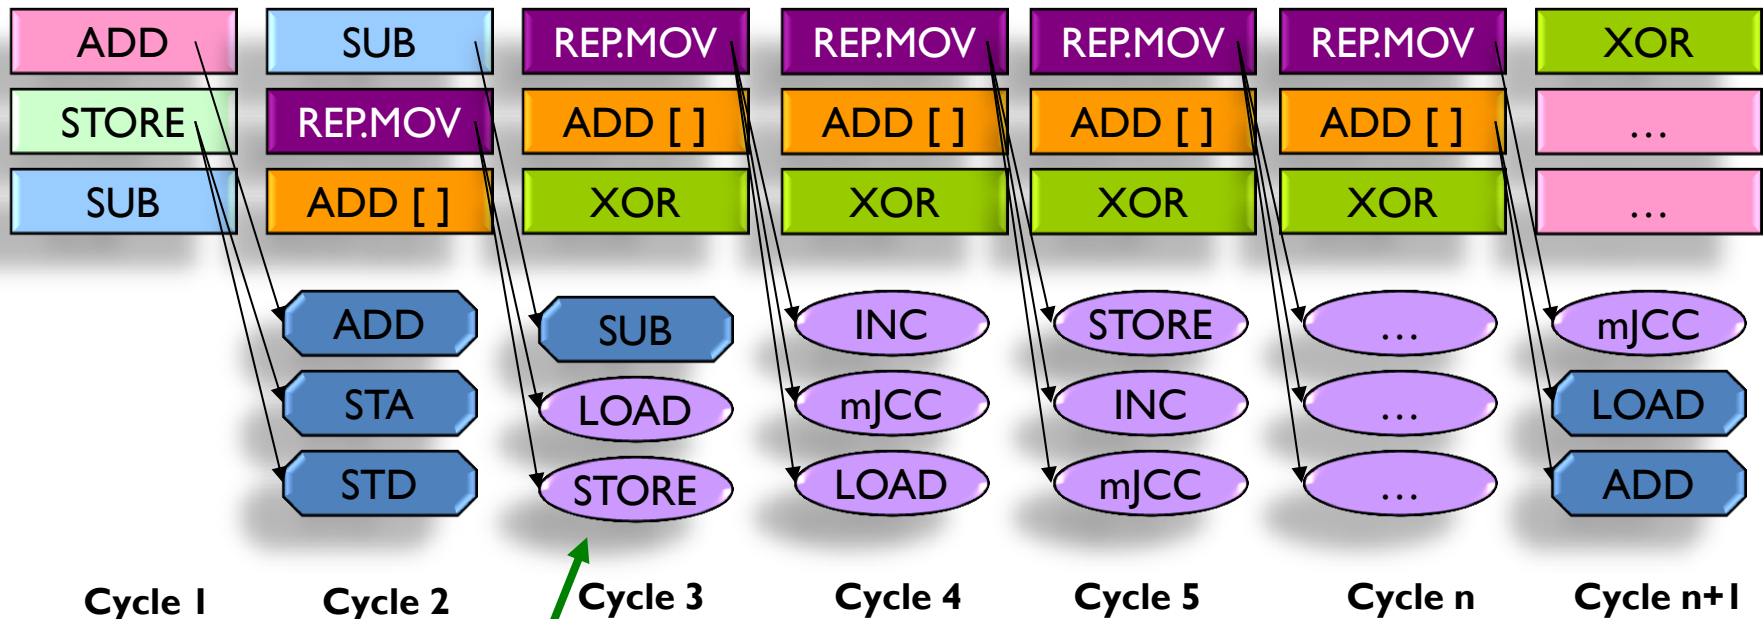 ADD SUB REP.MOV REP.MOV REP.MOV REP.MOV XOR
STORE REP.MOV ADD [ ] ADD [ ] ADD [ ] ADD [ ] ...
SUB ADD [ ] XOR XOR XOR XOR ...
ADD SUB INC STORE ... mJCC
STA LOAD mJCC INC ... LOAD
STD STORE LOAD mJCC ... ADD
Cycle 1 Cycle 2 Cycle 3 Cycle 4 Cycle 5 Cycle n Cycle n+1